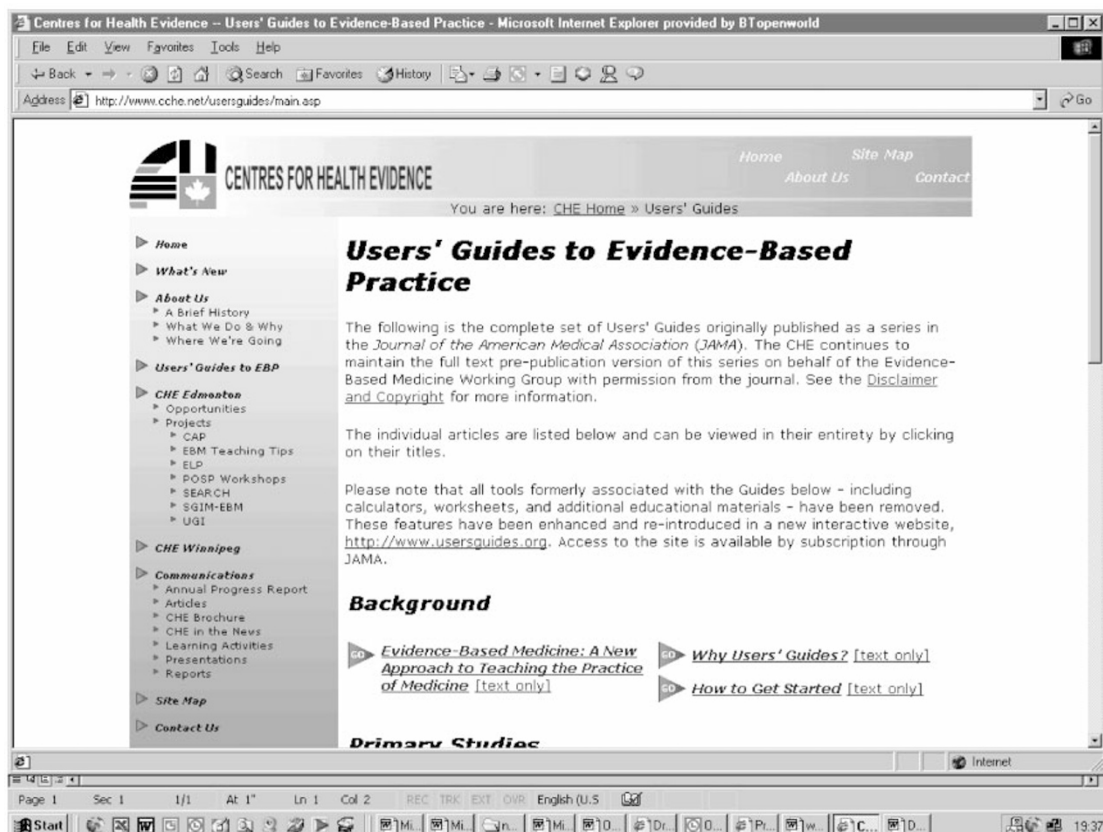 Centres for Health Evidence -- Users' Guides to Evidence-Based Practice - Microsoft Internet Explorer provided by BTopenworld
File Edit View Favorites Tools Help
Back Search Favorites History
Address http://www.cche.net/usersguides/main.asp Go
Home Site Map
CENTRES FOR HEALTH EVIDENCE
About Us Contact
You are here: CHE Home » Users' Guides
Home
What's New
About Us
A Brief History
What We Do & Why
Where We're Going
Users' Guides to EBP
CHE Edmonton
Opportunities
Projects
CAP
EBM Teaching Tips
ELP
POSP Workshops
SEARCH
SGIM-EBM
UGI
CHE Winnipeg
Communications
Annual Progress Report
Articles
CHE Brochure
CHE in the News
Learning Activities
Presentations
Reports
Site Map
Contact Us
Users' Guides to Evidence-Based
Practice
The following is the complete set of Users' Guides originally published as a series in
the Journal of the American Medical Association (JAMA). The CHE continues to
maintain the full text pre-publication version of this series on behalf of the Evidence-
Based Medicine Working Group with permission from the journal. See the Disclaimer
and Copyright for more information.
The individual articles are listed below and can be viewed in their entirety by clicking
on their titles.
Please note that all tools formerly associated with the Guides below - including
calculators, worksheets, and additional educational materials - have been removed.
These features have been enhanced and re-introduced in a new interactive website,
http://www.usersguides.org. Access to the site is available by subscription through
JAMA.
Background
GO Evidence-Based Medicine: A New
Approach to Teaching the Practice
of Medicine [text only]
GO Why Users' Guides? [text only]
GO How to Get Started [text only]
Primary Studies
Internet
Page 1 Sec 1 1/1 At 1" Ln 1 Col 2 REC TRK EXT OVR English (U.S
Start Mi... Mi... n... Mi... O... Dr... O... Pr... w... C... D... 19:37